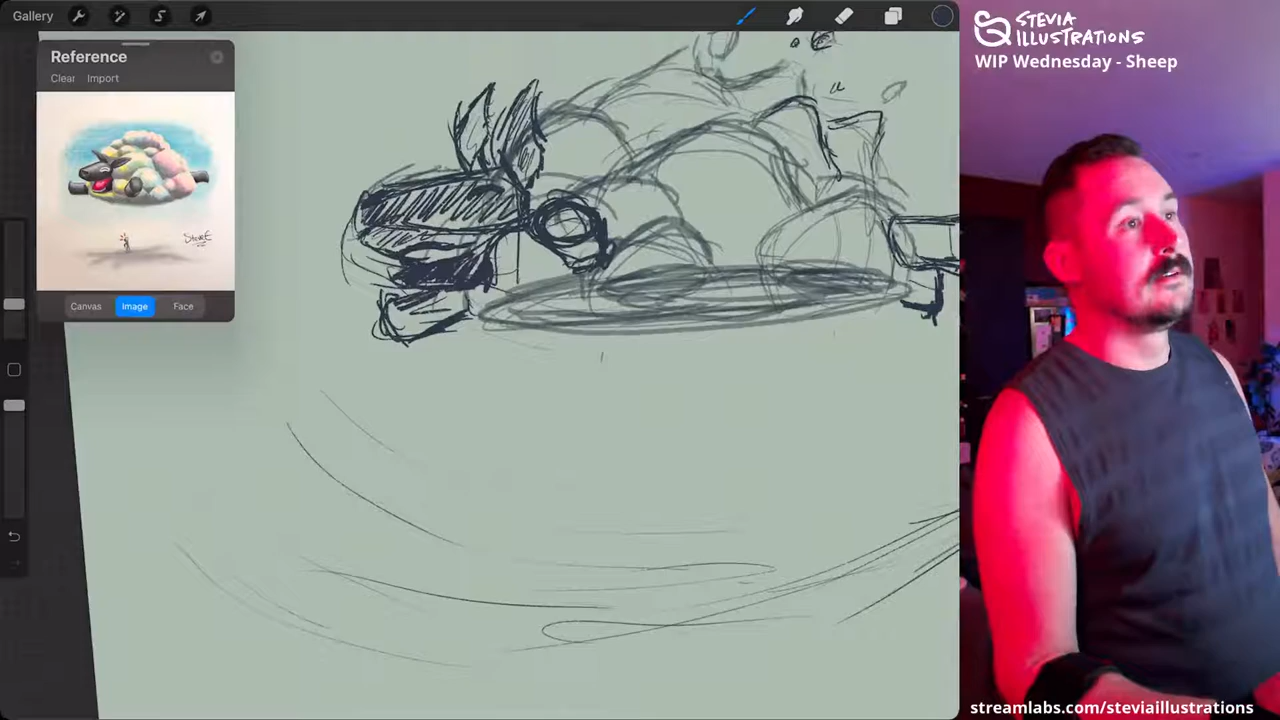 Gallery
Reference
Clear Import
Canvas Image Face
STEVIA
ILLUSTRATIONS
WIP Wednesday - Sheep
streamlabs.com/steviaillustrations